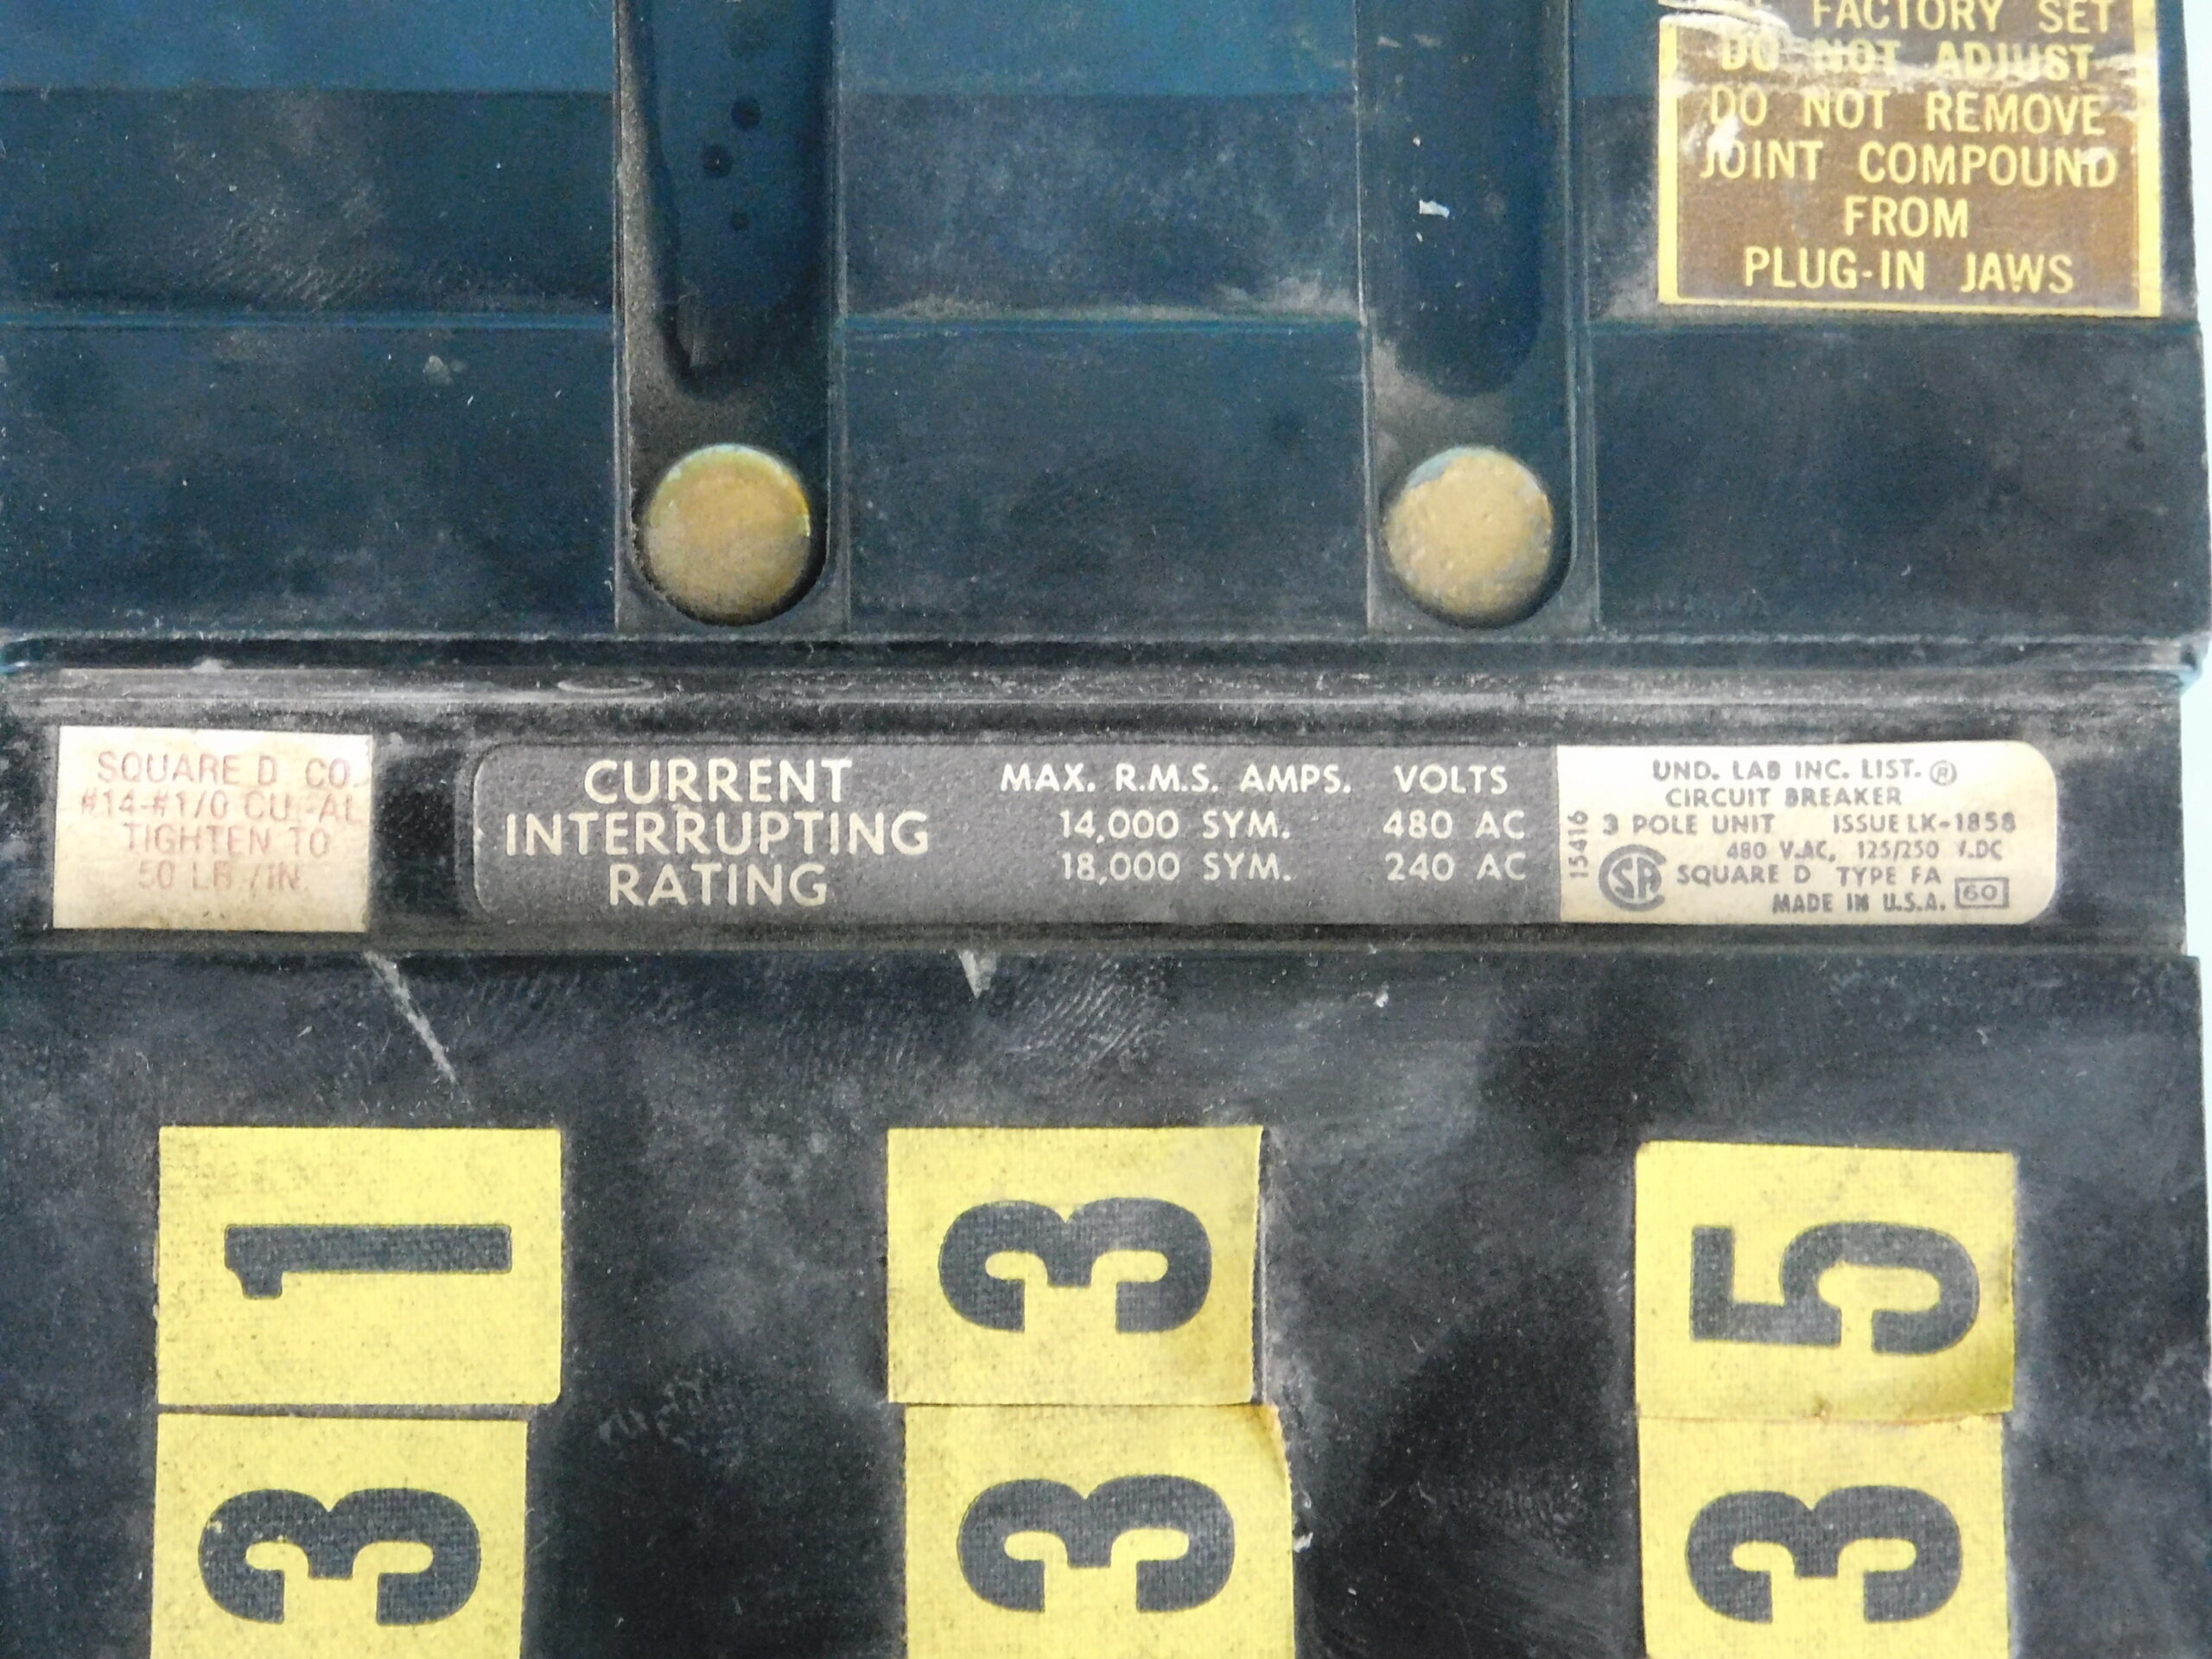 FACTORY SET
DO NOT ADJUST
DO NOT REMOVE
JOINT COMPOUND
FROM
PLUG-IN JAWS
SQUARE D CO.
#14-#1/0 CU-AL
TIGHTEN TO
50 LB/IN.
CURRENT
INTERRUPTING
RATING
MAX. R.M.S. AMPS. VOLTS
14,000 SYM. 480 AC
18,000 SYM. 240 AC
15416
UND. LAB INC. LIST. ®
CIRCUIT BREAKER
3 POLE UNIT ISSUE LK-1858
480 V.AC, 125/250 V.DC
SA SQUARE D TYPE FA
MADE IN U.S.A. 60
31
33
35